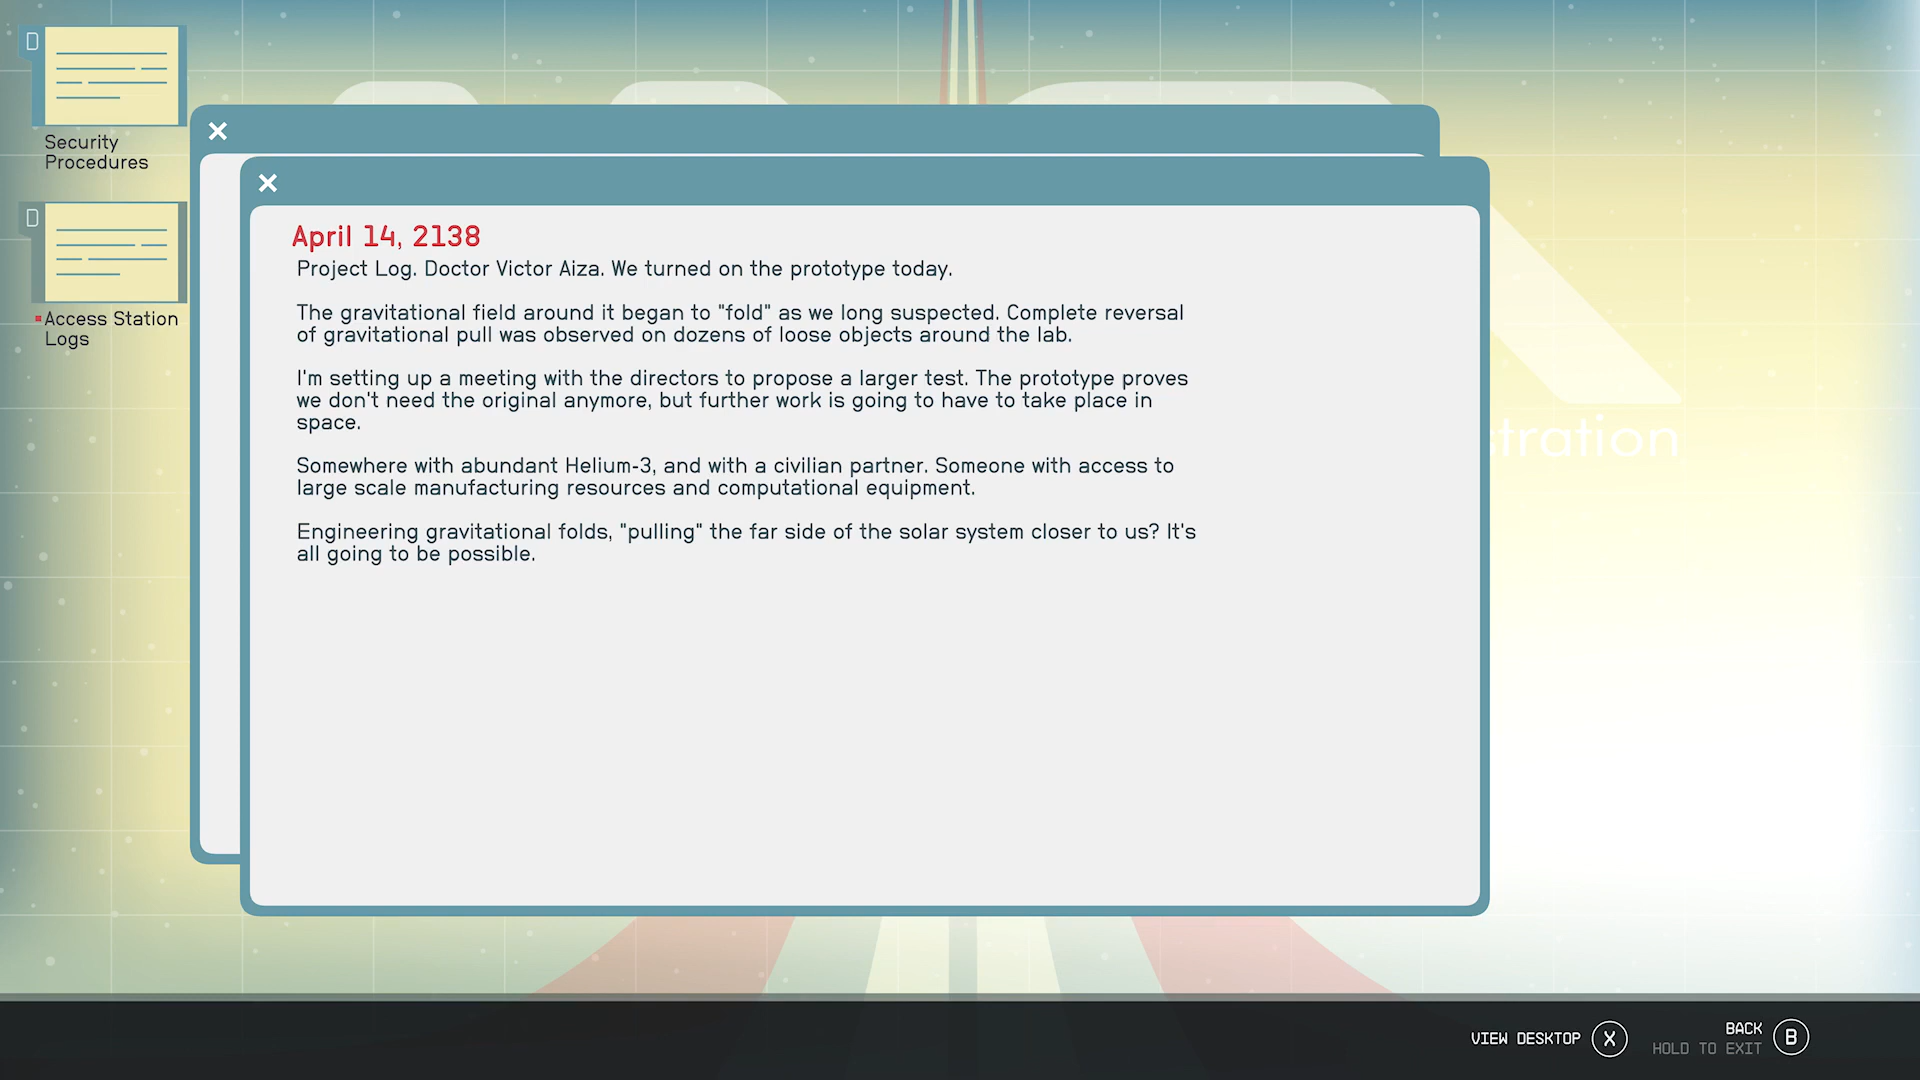 D
Security
Procedures
D
Access Station
Logs
April 14, 2138
Project Log. Doctor Victor Aiza. We turned on the prototype today.
The gravitational field around it began to "fold" as we long suspected. Complete reversal
of gravitational pull was observed on dozens of loose objects around the lab.
I'm setting up a meeting with the directors to propose a larger test. The prototype proves
we don't need the original anymore, but further work is going to have to take place in
space.
Somewhere with abundant Helium-3, and with a civilian partner. Someone with access to
large scale manufacturing resources and computational equipment.
Engineering gravitational folds, "pulling" the far side of the solar system closer to us? It's
all going to be possible.
stration
VIEW DESKTOP X
BACK B
HOLD TO EXIT